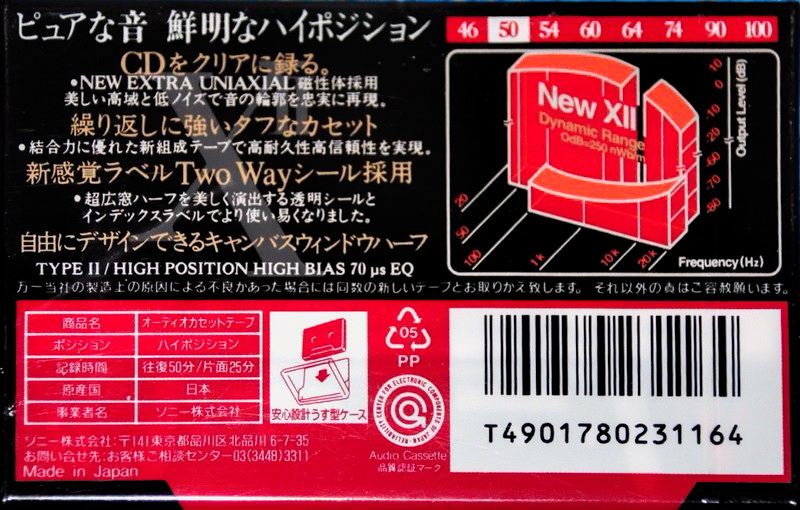 ピュアな音 鮮明なハイポジション
46 50 54 60 64 74 90 100
CDをクリアに録る。
•NEW EXTRA UNIAXIAL磁性体採用
美しい高域と低ノイズで音の輪郭を忠実に再現。
繰り返しに強いタフなカセット
•結合力に優れた新組成テープで高耐久性高信頼性を実現。
新感覚ラベルTwo Wayシール採用
•超広窓ハーフを美しく演出する透明シールと
インデックスラベルでより使い易くなりました。
自由にデザインできるキャンバスウィンドウハーフ
TYPE II/HIGH POSITION HIGH BIAS 70 μs EQ
New XII
Dynamic Range
0dB=250 nWb/m
10
0
-10
-20
-60
-70
-80
Output Level (dB)
20
50
100
1k
10k
20k
Frequency (Hz)
万一当社の製造上の原因による不良があった場合には同数の新しいテープとお取りかえ致します。 それ以外の責はご容赦願います。
商品名 オーディオカセットテープ
ポジション ハイポジション
記録時間 往復50分/片面25分
原産国 日本
事業者名 ソニー株式会社
安心設計うす型ケース
05
PP
CENTER FOR ELECTRONIC COMPONENTS OF JAPAN RELIABILITY
Audio Cassette
品質認証マーク
T4901780231164
ソニー株式会社:〒141東京都品川区北品川6-7-35
お問い合せ先:お客様ご相談センター03(3448)3311
Made in Japan